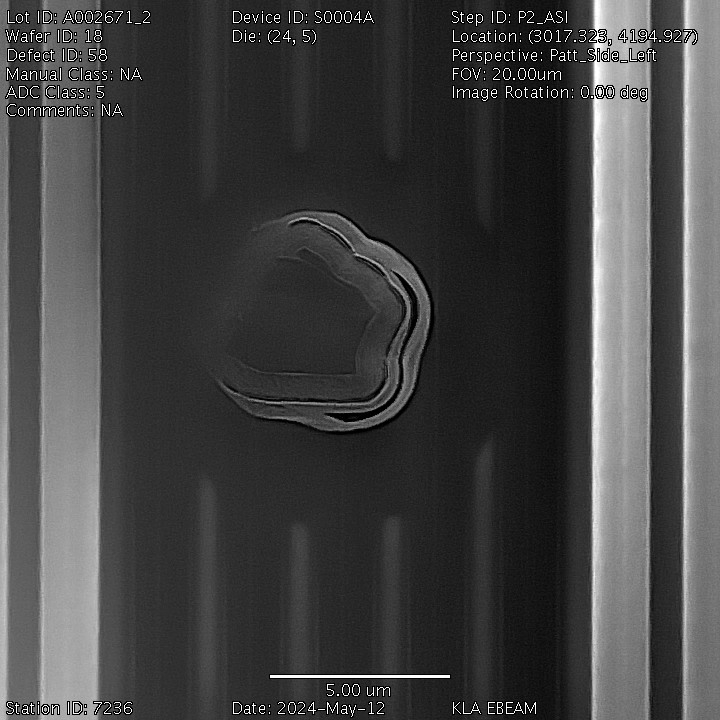 Lot ID: A002671_2
Wafer ID: 18
Defect ID: 58
Manual Class: NA
ADC Class: 5
Comments: NA
Device ID: S0004A
Die: (24, 5)
Step ID: P2_ASI
Location: (3017.323, 4194.927)
Perspective: Patt_Side_Left
FOV: 20.00um
Image Rotation: 0.00 deg
5.00 um
Station ID: 7236
Date: 2024-May-12
KLA EBEAM